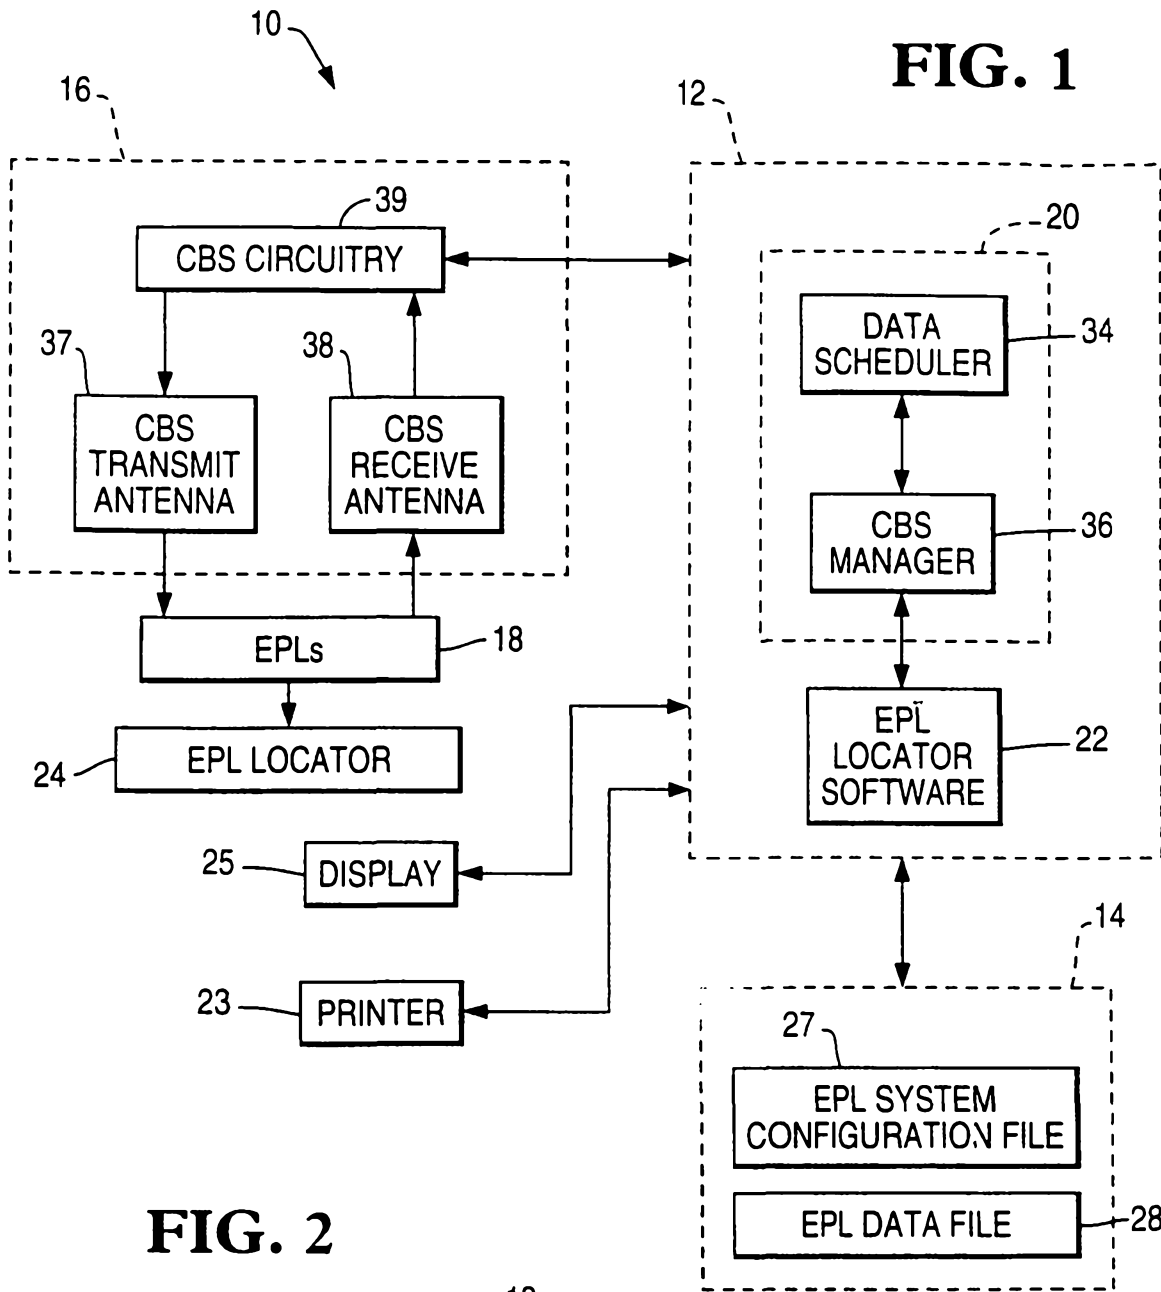 10
FIG. 1
16
12
39
20
CBS CIRCUITRY
37
38
DATA
SCHEDULER
34
CBS
TRANSMIT
ANTENNA
CBS
RECEIVE
ANTENNA
CBS
MANAGER
36
EPLs
18
EPL
LOCATOR
SOFTWARE
22
EPL LOCATOR
24
25
DISPLAY
14
23
PRINTER
27
EPL SYSTEM
CONFIGURATION FILE
EPL DATA FILE
28
FIG. 2